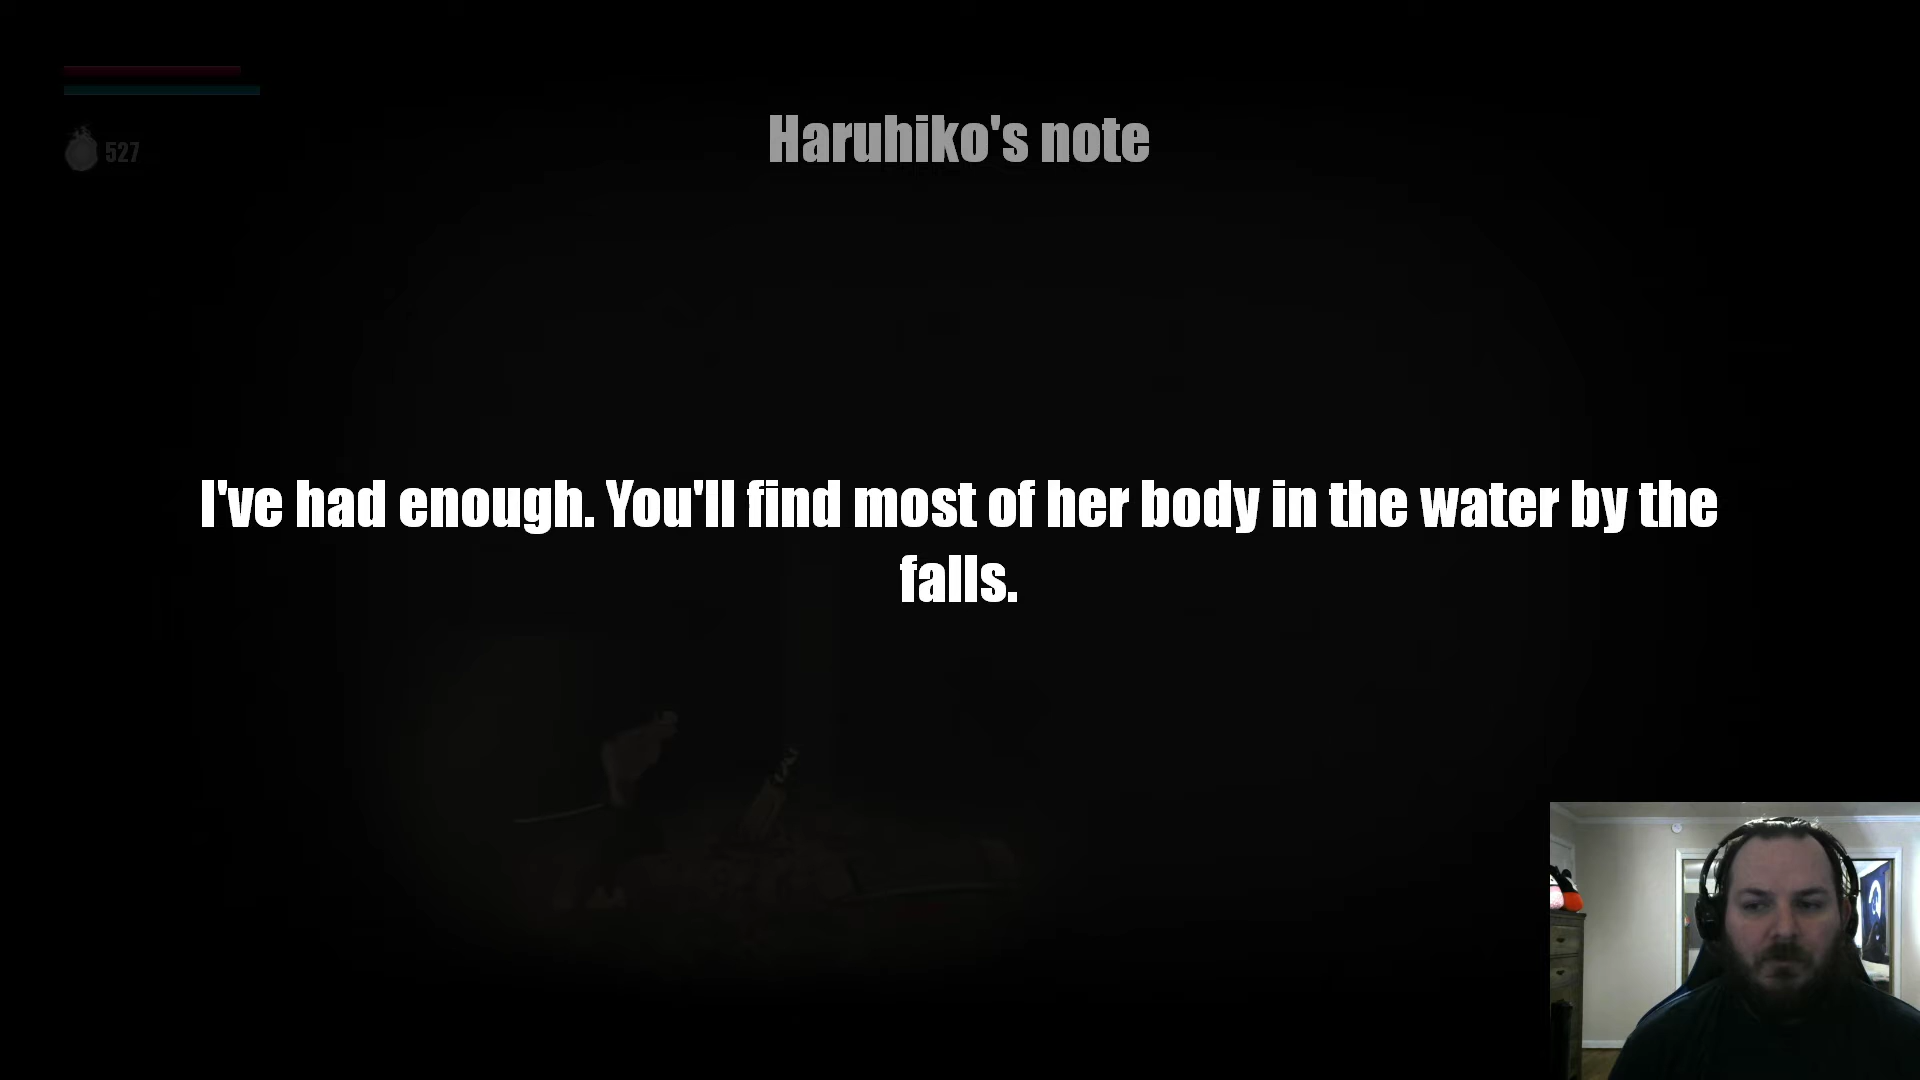 Haruhiko's note
527
I've had enough. You'll find most of her body in the water by the
falls.